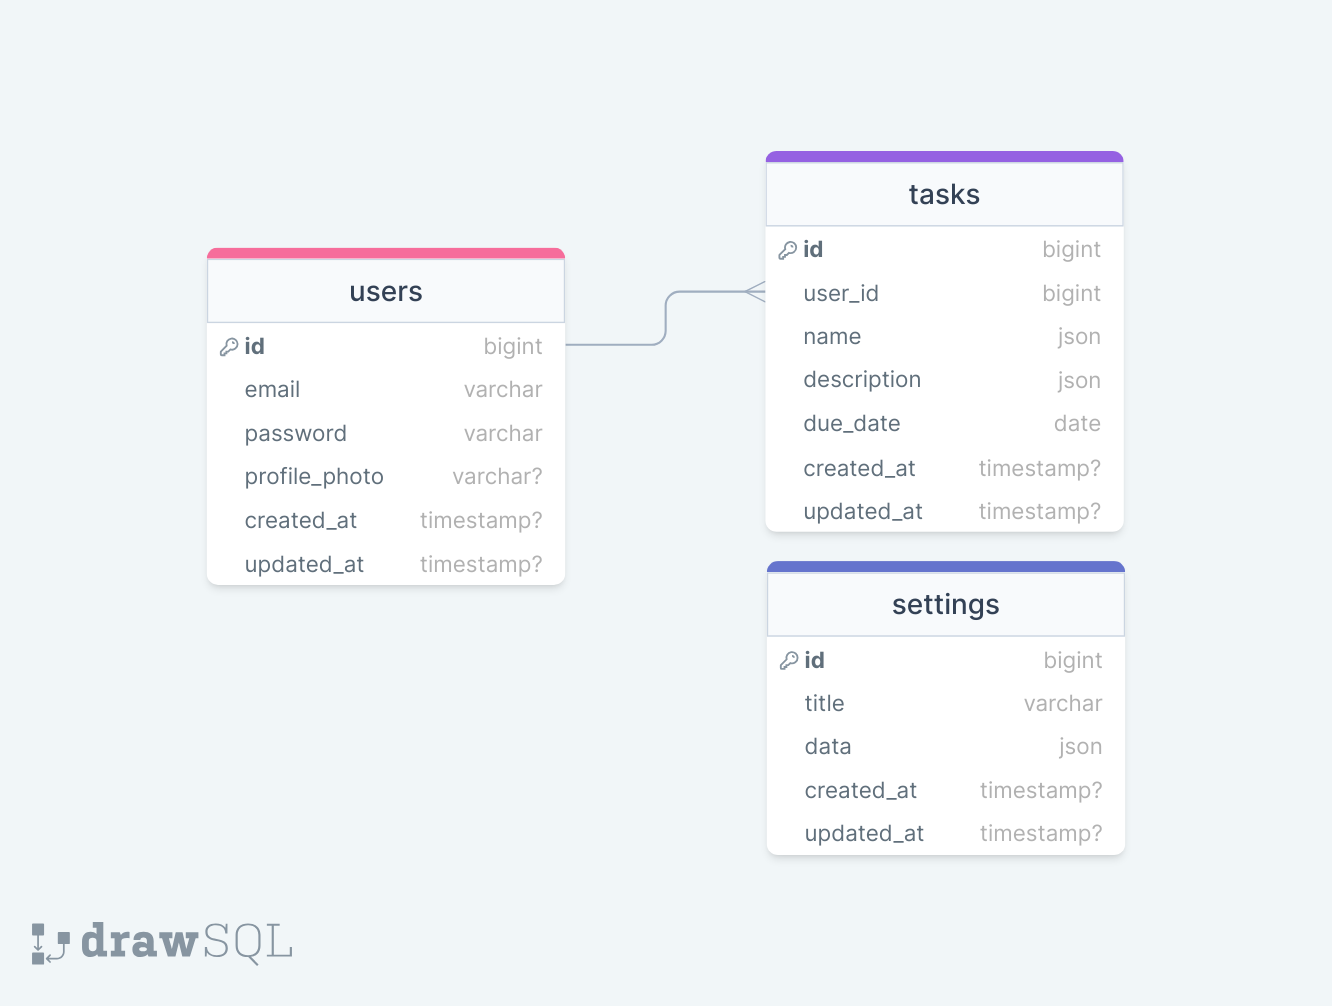 users
id bigint
email varchar
password varchar
profile_photo varchar?
created_at timestamp?
updated_at timestamp?
tasks
id bigint
user_id bigint
name json
description json
due_date date
created_at timestamp?
updated_at timestamp?
settings
id bigint
title varchar
data json
created_at timestamp?
updated_at timestamp?
drawSQL